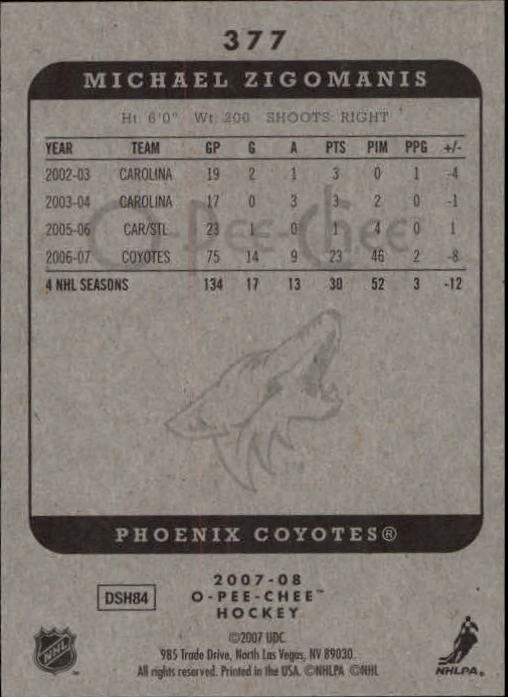 377
MICHAEL ZIGOMANIS
Ht 6'0" Wt 200 SHOOTS RIGHT
YEAR TEAM GP G A PTS PIM PPG +/-
2002-03 CAROLINA 19 2 1 3 0 1 -4
2003-04 CAROLINA 17 0 3 3 2 0 -1
2005-06 CAR/STL 23 1 0 1 4 0 1
2006-07 COYOTES 75 14 9 23 46 2 -8
4 NHL SEASONS 134 17 13 30 52 3 -12
O-Pee-Chee
PHOENIX COYOTES®
2007-08
DSH84 O-PEE-CHEE™
HOCKEY
©2007 UDC.
985 Trade Drive, North Las Vegas, NV 89030.
All rights reserved. Printed in the USA. ©NHLPA ©NHL
NHL
NHLPA